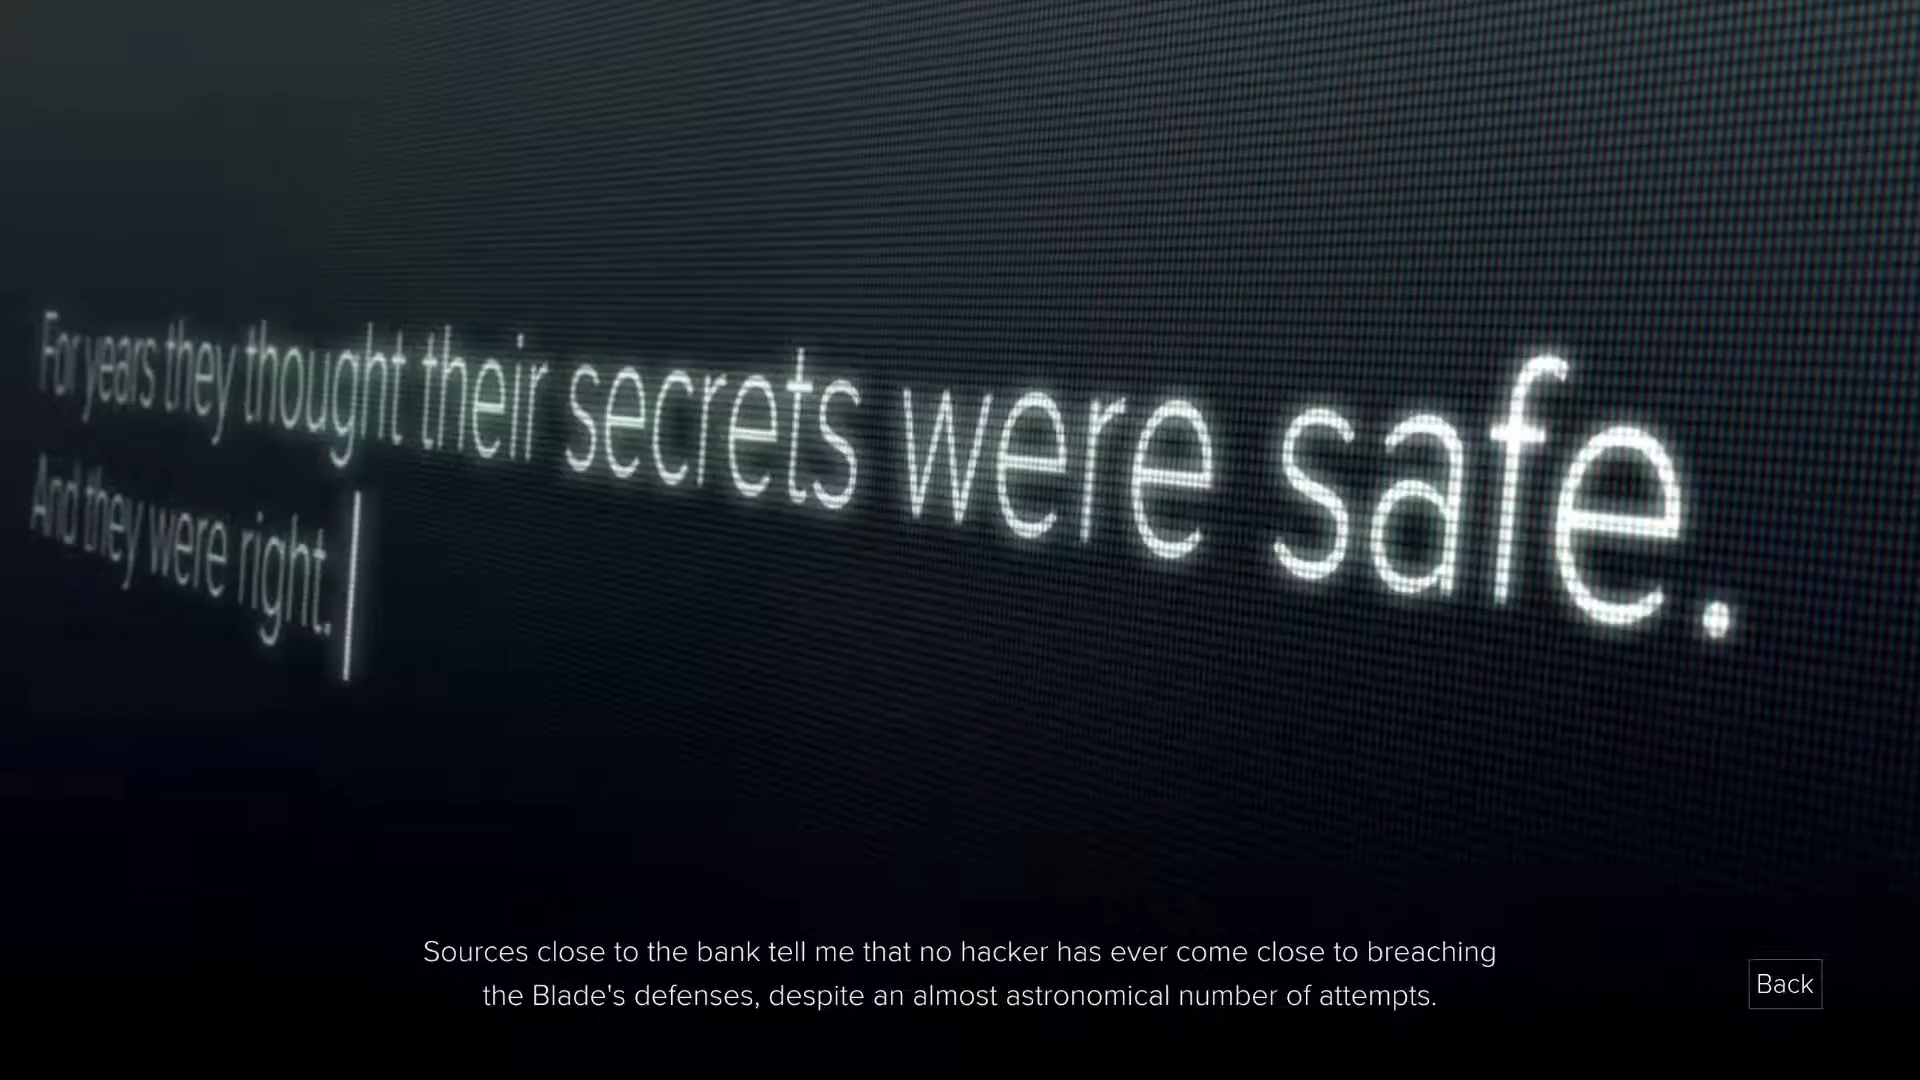 For years they thought their secrets were safe.
And they were right.
Sources close to the bank tell me that no hacker has ever come close to breaching
the Blade's defenses, despite an almost astronomical number of attempts.
Back